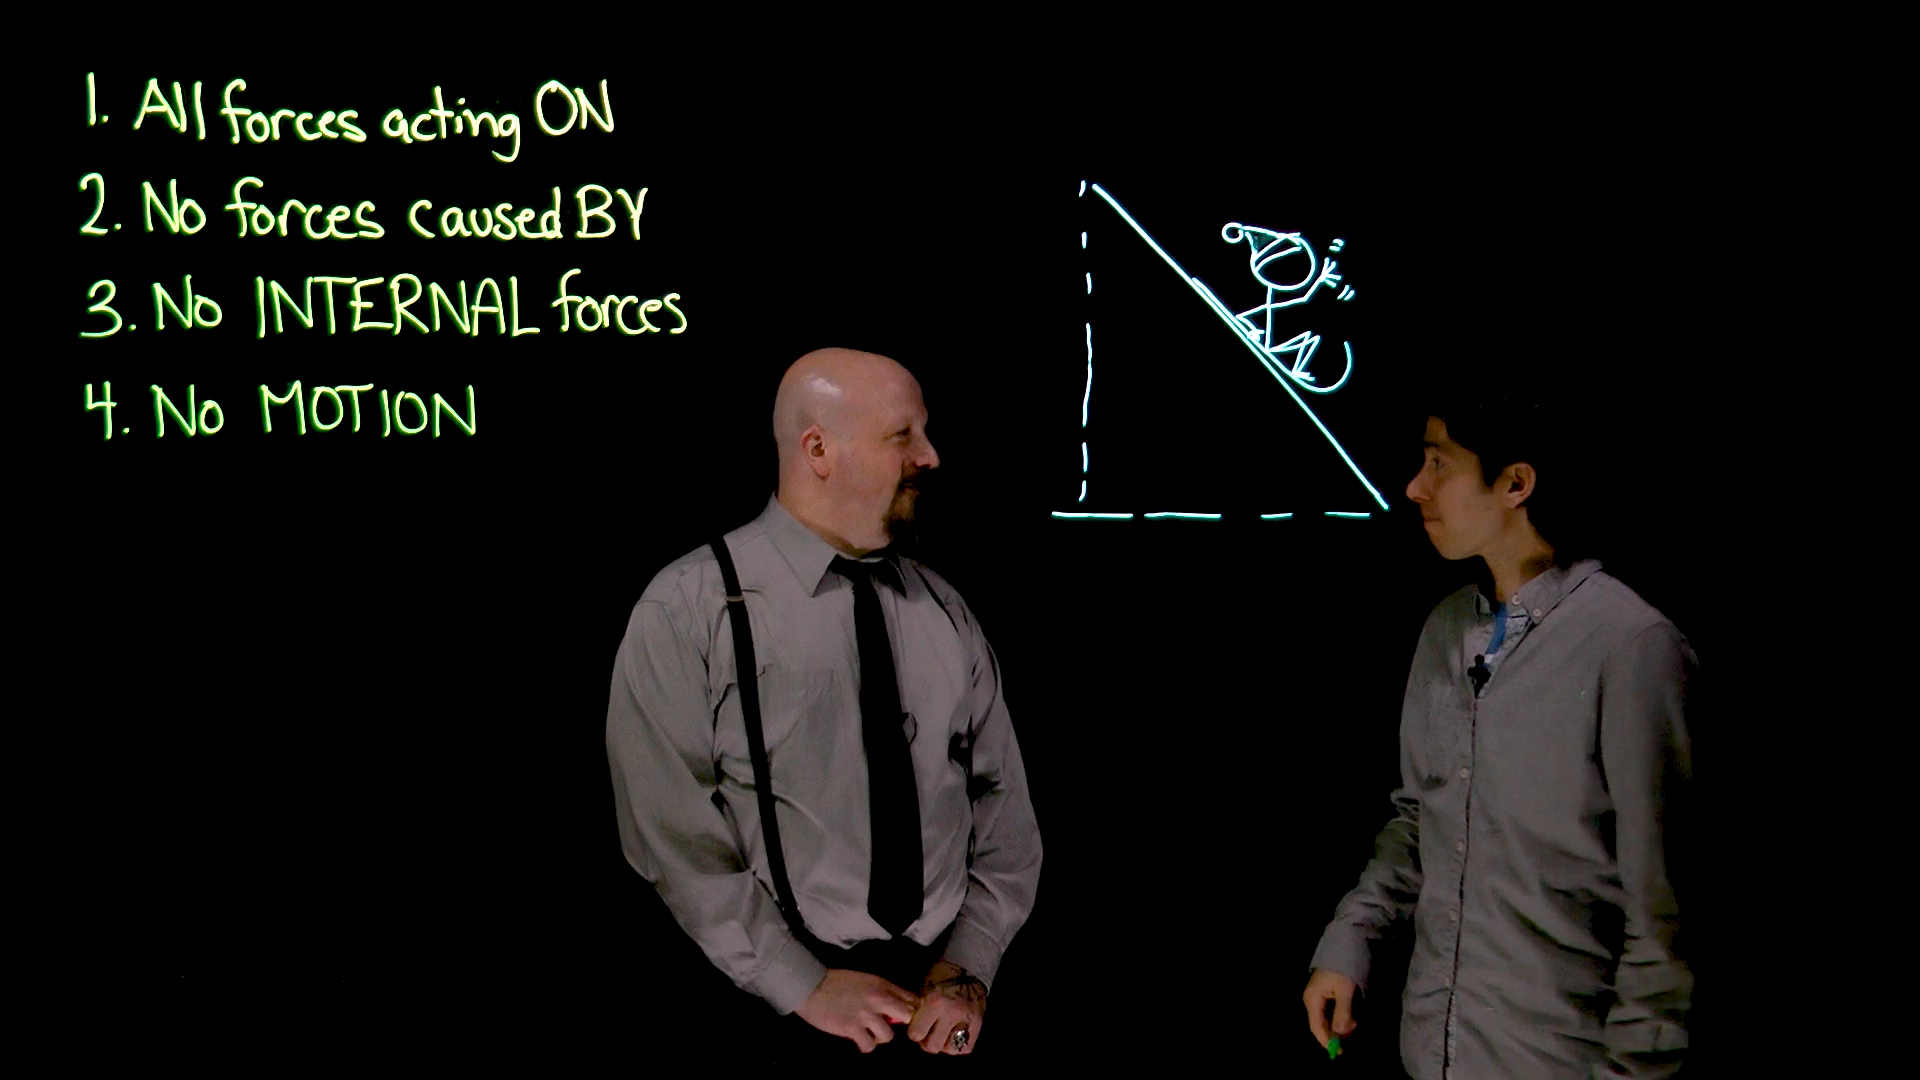 1. All forces acting ON
2. No forces caused BY
3. No INTERNAL forces
4. No MOTION